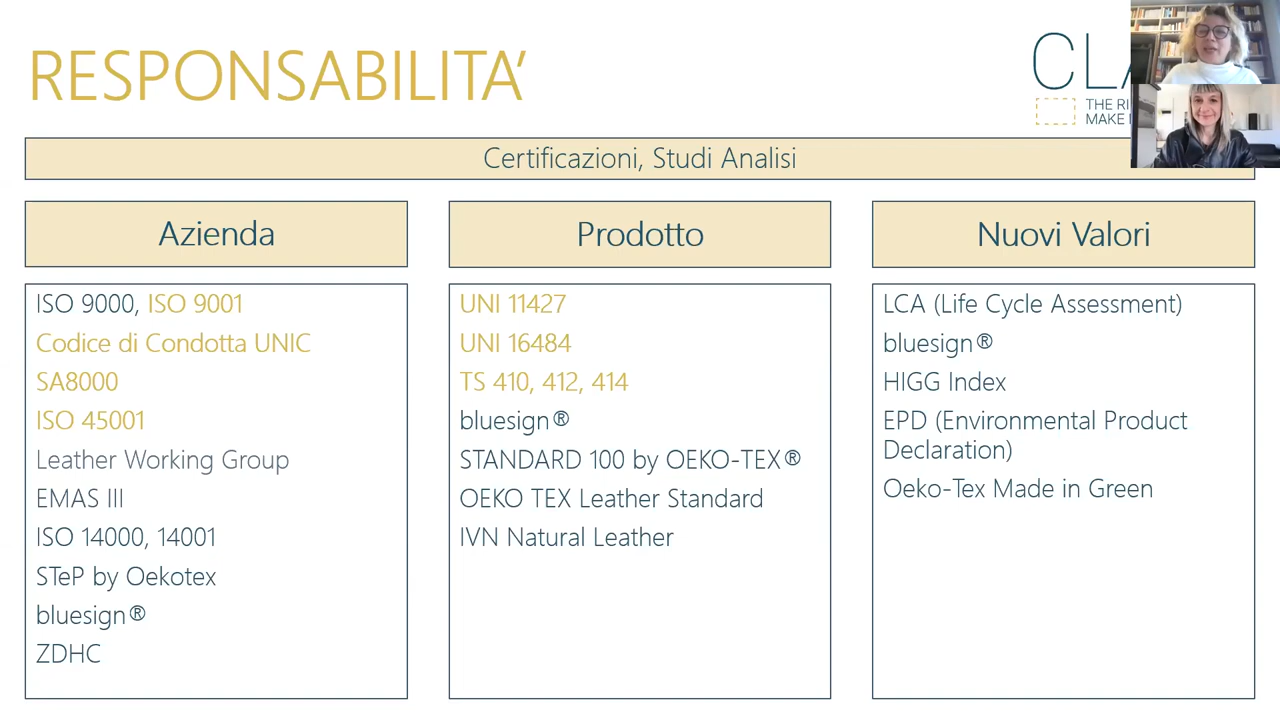 RESPONSABILITA’
THE
MAKE
Certificazioni, Studi Analisi
Azienda
ISO 9000, ISO 9001
Codice di Condotta UNIC
SA8000
ISO 45001
Leather Working Group
EMAS III
ISO 14000, 14001
STeP by Oekotex
bluesign®
ZDHC
Prodotto
UNI 11427
UNI 16484
TS 410, 412, 414
bluesign®
STANDARD 100 by OEKO-TEX®
OEKO TEX Leather Standard
IVN Natural Leather
Nuovi Valori
LCA (Life Cycle Assessment)
bluesign®
HIGG Index
EPD (Environmental Product
Declaration)
Oeko-Tex Made in Green